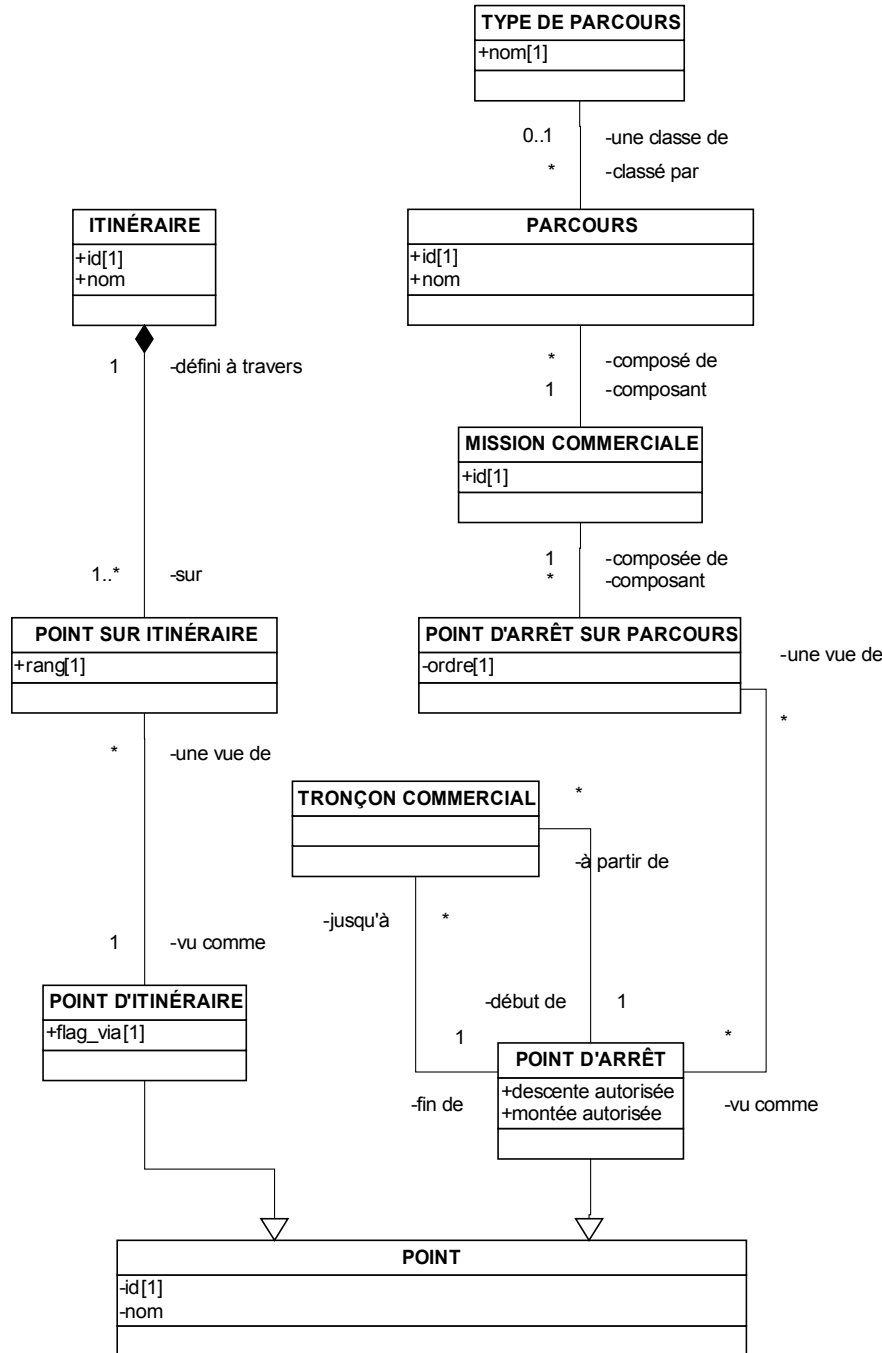 TYPE DE PARCOURS
+nom[1]
0..1 -une classe de
* -classé par
ITINÉRAIRE
+id[1]
+nom
PARCOURS
+id[1]
+nom
1 -défini à travers
* -composé de
1 -composant
MISSION COMMERCIALE
+id[1]
1..* -sur
1 -composée de
* -composant
POINT SUR ITINÉRAIRE
+rang[1]
POINT D'ARRÊT SUR PARCOURS
-ordre[1]
-une vue de
*
* -une vue de
TRONÇON COMMERCIAL
*
-à partir de
-jusqu'à *
1 -vu comme
POINT D'ITINÉRAIRE
+flag_via[1]
-début de 1
1
*
POINT D'ARRÊT
+descente autorisée
+montée autorisée
-fin de
-vu comme
POINT
-id[1]
-nom